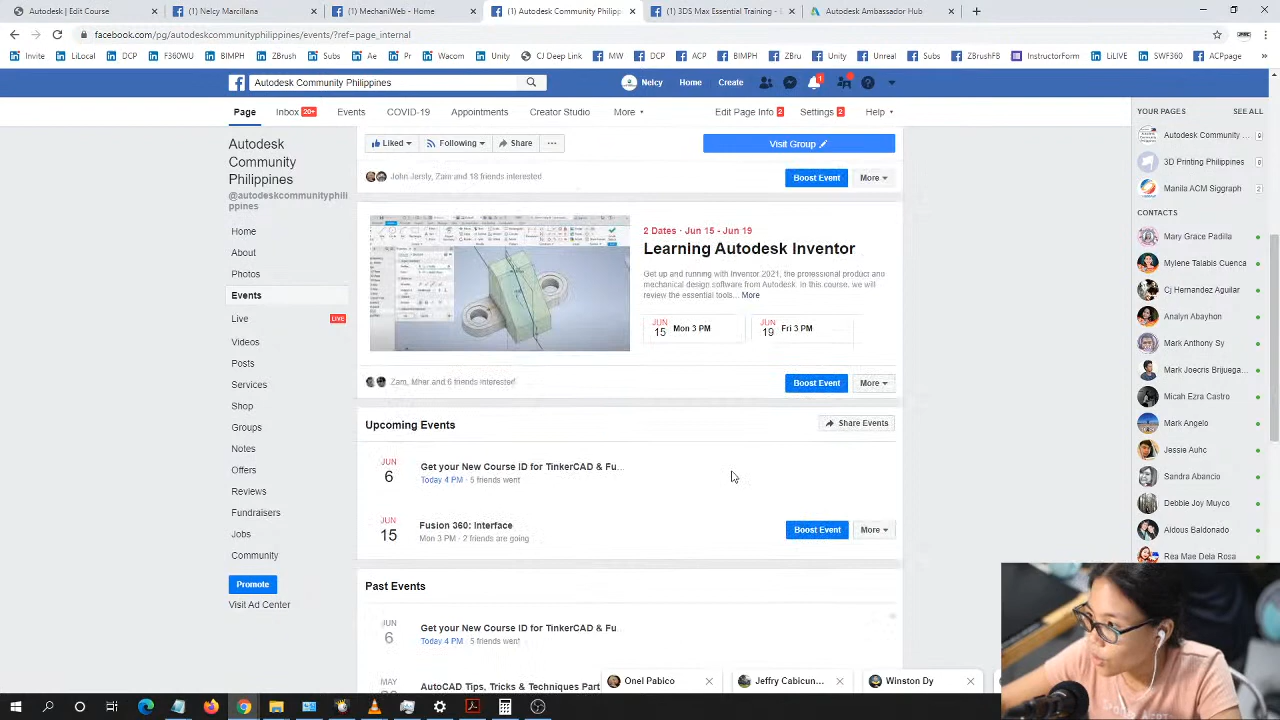 Autodesk - Edit Course
(1) Nelcy Marcillana
(1) MechaniWeb - Home
(1) Autodesk Community Philipp
(1) 3DS Max Essential Training -
Autodesk Ambassador Hub
facebook.com/pg/autodeskcommunityphilippines/events/?ref=page_internal
Invite LiLocal DCP F360WU BIMPH Subs Ae Pt Wacom Unity CJ Deep Link MW DCP ACP BIMPH ZBru Unity Unreal Subs ZBrushFB InstructorForm LiLIVE SWF360 ACPpage
Autodesk Community Philippines
Nelcy Home Create
Page Inbox 20+ Events COVID-19 Appointments Creator Studio More Edit Page Info 2 Settings 2 Help
Autodesk
Community
Philippines
@autodeskcommunityphili
ppines
Home
About
Photos
Events
Live LIVE
Videos
Posts
Services
Shop
Groups
Notes
Offers
Reviews
Fundraisers
Jobs
Community
Promote
Visit Ad Center
Liked Following Share ...
Visit Group
John Jersly, Zam and 18 friends interested
Boost Event More
2 Dates · Jun 15 - Jun 19
Learning Autodesk Inventor
Get up and running with Inventor 2021, the professional product and
mechanical design software from Autodesk. In this course, we will
review the essential tools... More
JUN
15 Mon 3 PM
JUN
19 Fri 3 PM
Zam, Mher and 6 friends interested
Boost Event More
Upcoming Events
Share Events
JUN
6
Get your New Course ID for TinkerCAD & Fu...
Today 4 PM · 5 friends went
JUN
15
Fusion 360: Interface
Mon 3 PM · 2 friends are going
Boost Event More
Past Events
JUN
6
Get your New Course ID for TinkerCAD & Fu...
Today 4 PM · 5 friends went
MAY
AutoCAD Tips, Tricks & Techniques Part
YOUR PAGES SEE ALL
Autodesk Community ...
3D Printing Philippines
Manila ACM Siggraph 2
CONTACTS
Mary Grace Padilla
Mylene Talabis Cuenca
Cj Hernandez Aguilar
Analyn Abayhon
Mark Anthony Sy
Mark Joecris Brijuega...
Micah Ezra Castro
Mark Angelo
Jessie Auhc
Sandra Abancio
Debbie Joy Muyco
Aldous Baldonado
Rea Mae Dela Rosa
Onel Pabico
Jeffry Cabicun...
Winston Dy